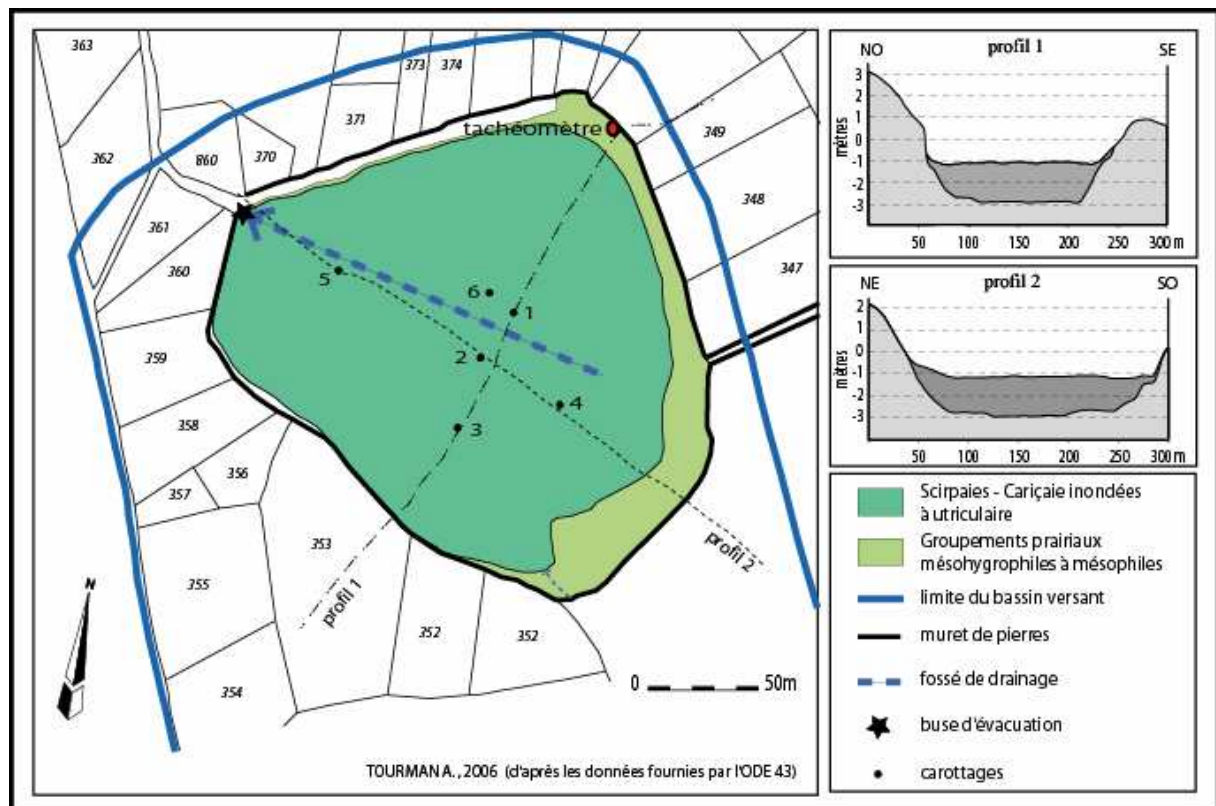 363
373
374
371
tachéomètre
349
362
860
370
361
348
360
347
5
6
1
359
2
4
358
3
356
357
353
profil 1
profil 2
355
352
352
354
N
0
50m
TOURMAN A., 2006 (d'après les données fournies par l'ODE 43)
NO
profil 1
SE
mètres
3
2
1
0
-1
-2
-3
50
100
150
200
250
300 m
NE
profil 2
SO
mètres
2
1
0
-1
-2
-3
50
100
150
200
250
300 m
Scirpaies - Cariçaie inondées
à utriculaire
Groupements prairiaux
mésohygrophiles à mésophiles
limite du bassin versant
muret de pierres
fossé de drainage
buse d'évacuation
carottages